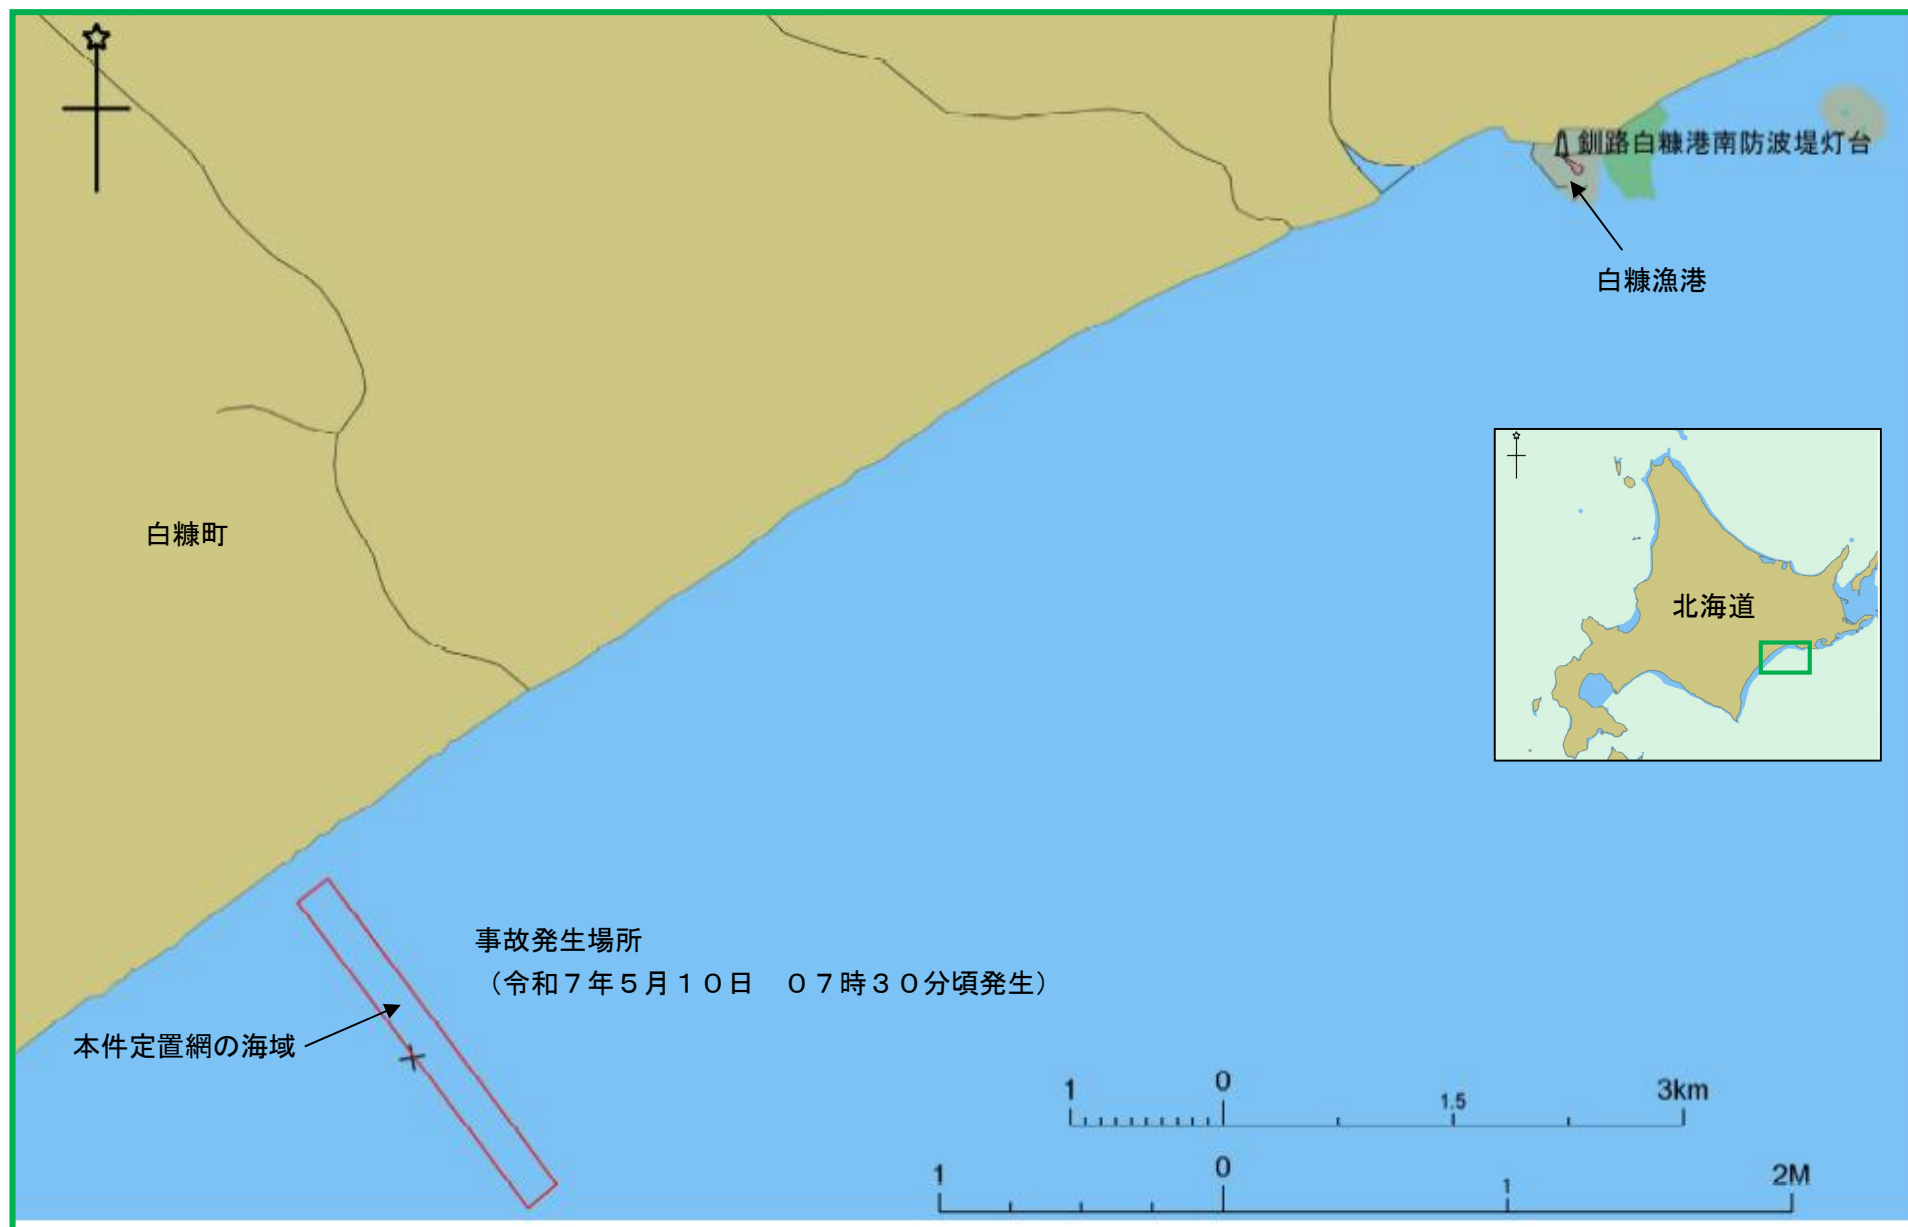 釧路白糠港南防波堤灯台
白糠漁港
白糠町
北海道
事故発生場所
（令和７年５月１０日　０７時３０分頃発生）
本件定置網の海域
1 0 1.5 3km
1 0 1 2M